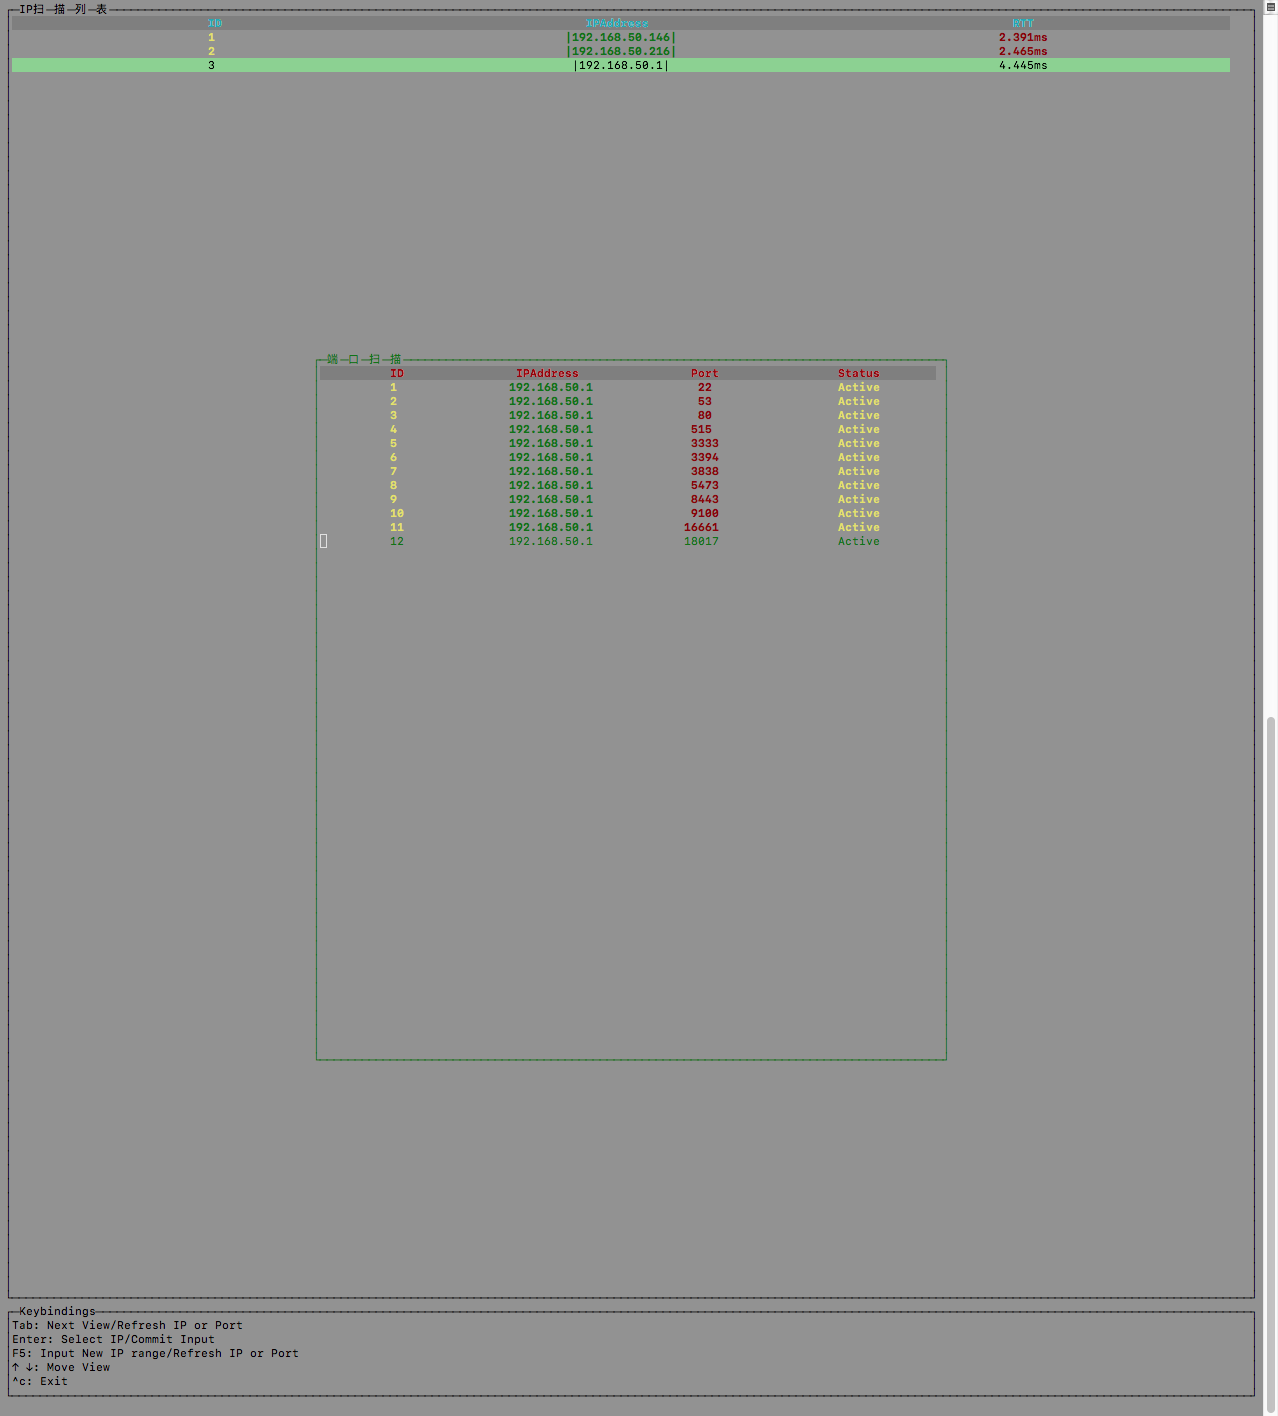 IP扫描列表
ID IPAddress RTT
1 |192.168.50.146| 2.391ms
2 |192.168.50.216| 2.465ms
3 |192.168.50.1| 4.445ms
端口扫描
ID IPAddress Port Status
1 192.168.50.1 22 Active
2 192.168.50.1 53 Active
3 192.168.50.1 80 Active
4 192.168.50.1 515 Active
5 192.168.50.1 3333 Active
6 192.168.50.1 3394 Active
7 192.168.50.1 3838 Active
8 192.168.50.1 5473 Active
9 192.168.50.1 8443 Active
10 192.168.50.1 9100 Active
11 192.168.50.1 16661 Active
12 192.168.50.1 18017 Active
Keybindings
Tab: Next View/Refresh IP or Port
Enter: Select IP/Commit Input
F5: Input New IP range/Refresh IP or Port
↑ ↓: Move View
^c: Exit